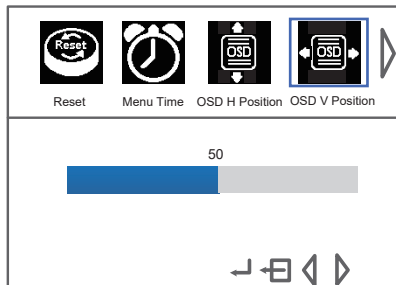 Reset
OSD
OSD
Reset
Menu Time
OSD H Position
OSD V Position
50